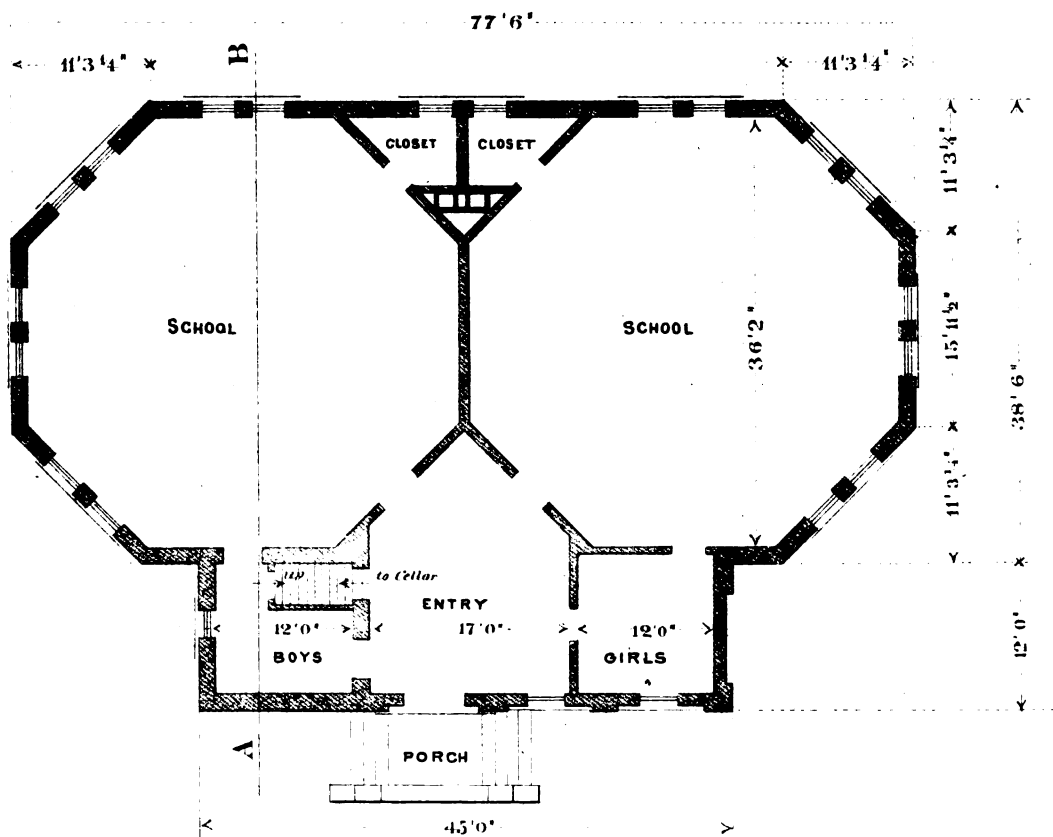 77'6"
11'3¼"
B
11'3¼"
CLOSET
CLOSET
11'3¼"
SCHOOL
SCHOOL
36'2"
15'11½"
38'6"
11'3¼"
up
to Cellar
ENTRY
12'0"
17'0"
12'0"
BOYS
GIRLS
12'0"
A
PORCH
45'0"